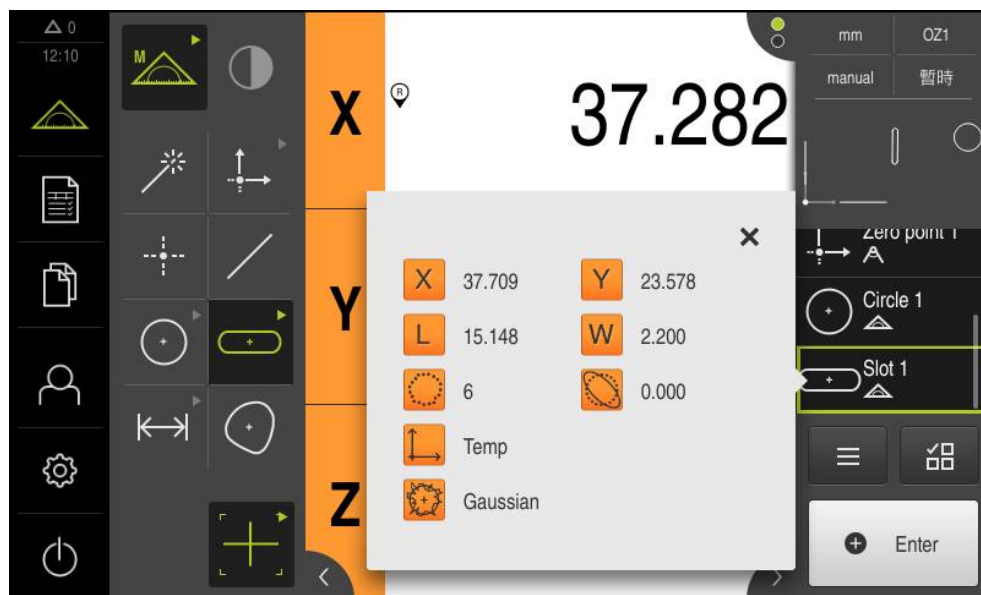 0
12:10
M
X
R
37.282
Y
Z
X 37.709 Y 23.578
L 15.148 W 2.200
6 0.000
Temp
Gaussian
mm OZ1
manual 暫時
Zero point 1
Circle 1
Slot 1
Enter